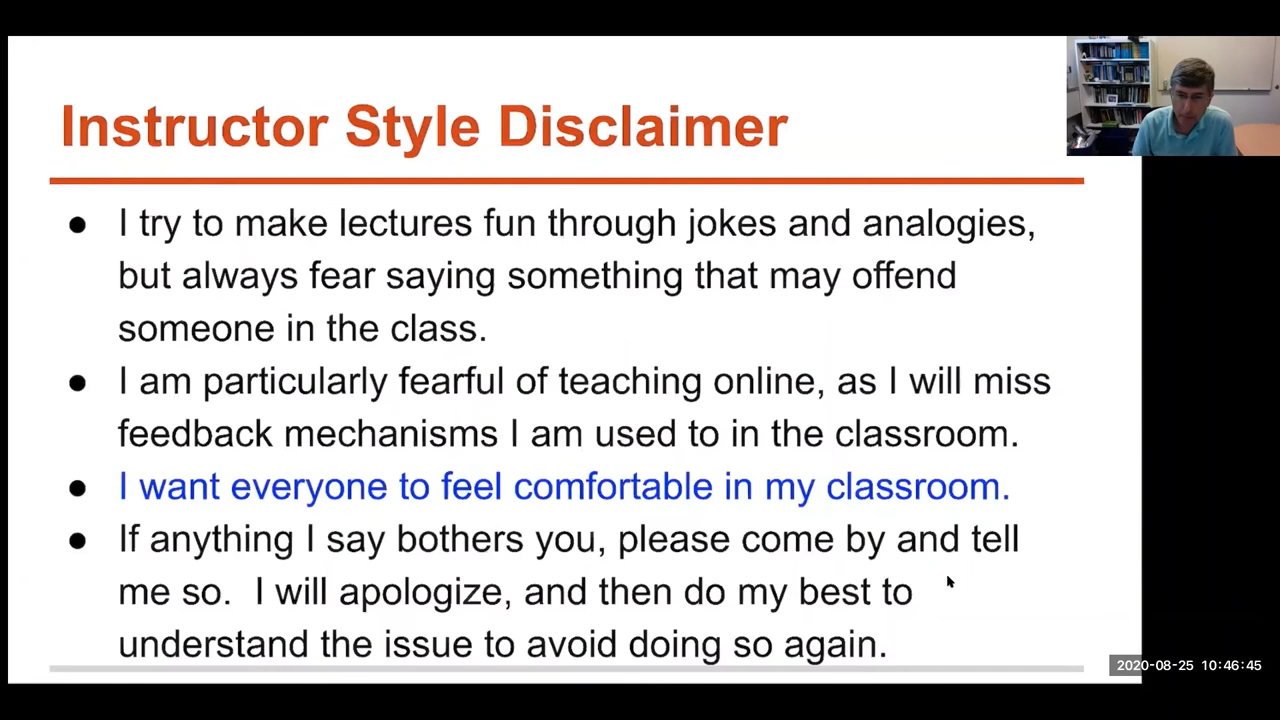 Instructor Style Disclaimer
● I try to make lectures fun through jokes and analogies,
but always fear saying something that may offend
someone in the class.
● I am particularly fearful of teaching online, as I will miss
feedback mechanisms I am used to in the classroom.
● I want everyone to feel comfortable in my classroom.
● If anything I say bothers you, please come by and tell
me so.  I will apologize, and then do my best to
understand the issue to avoid doing so again.
2020-08-25 10:46:45